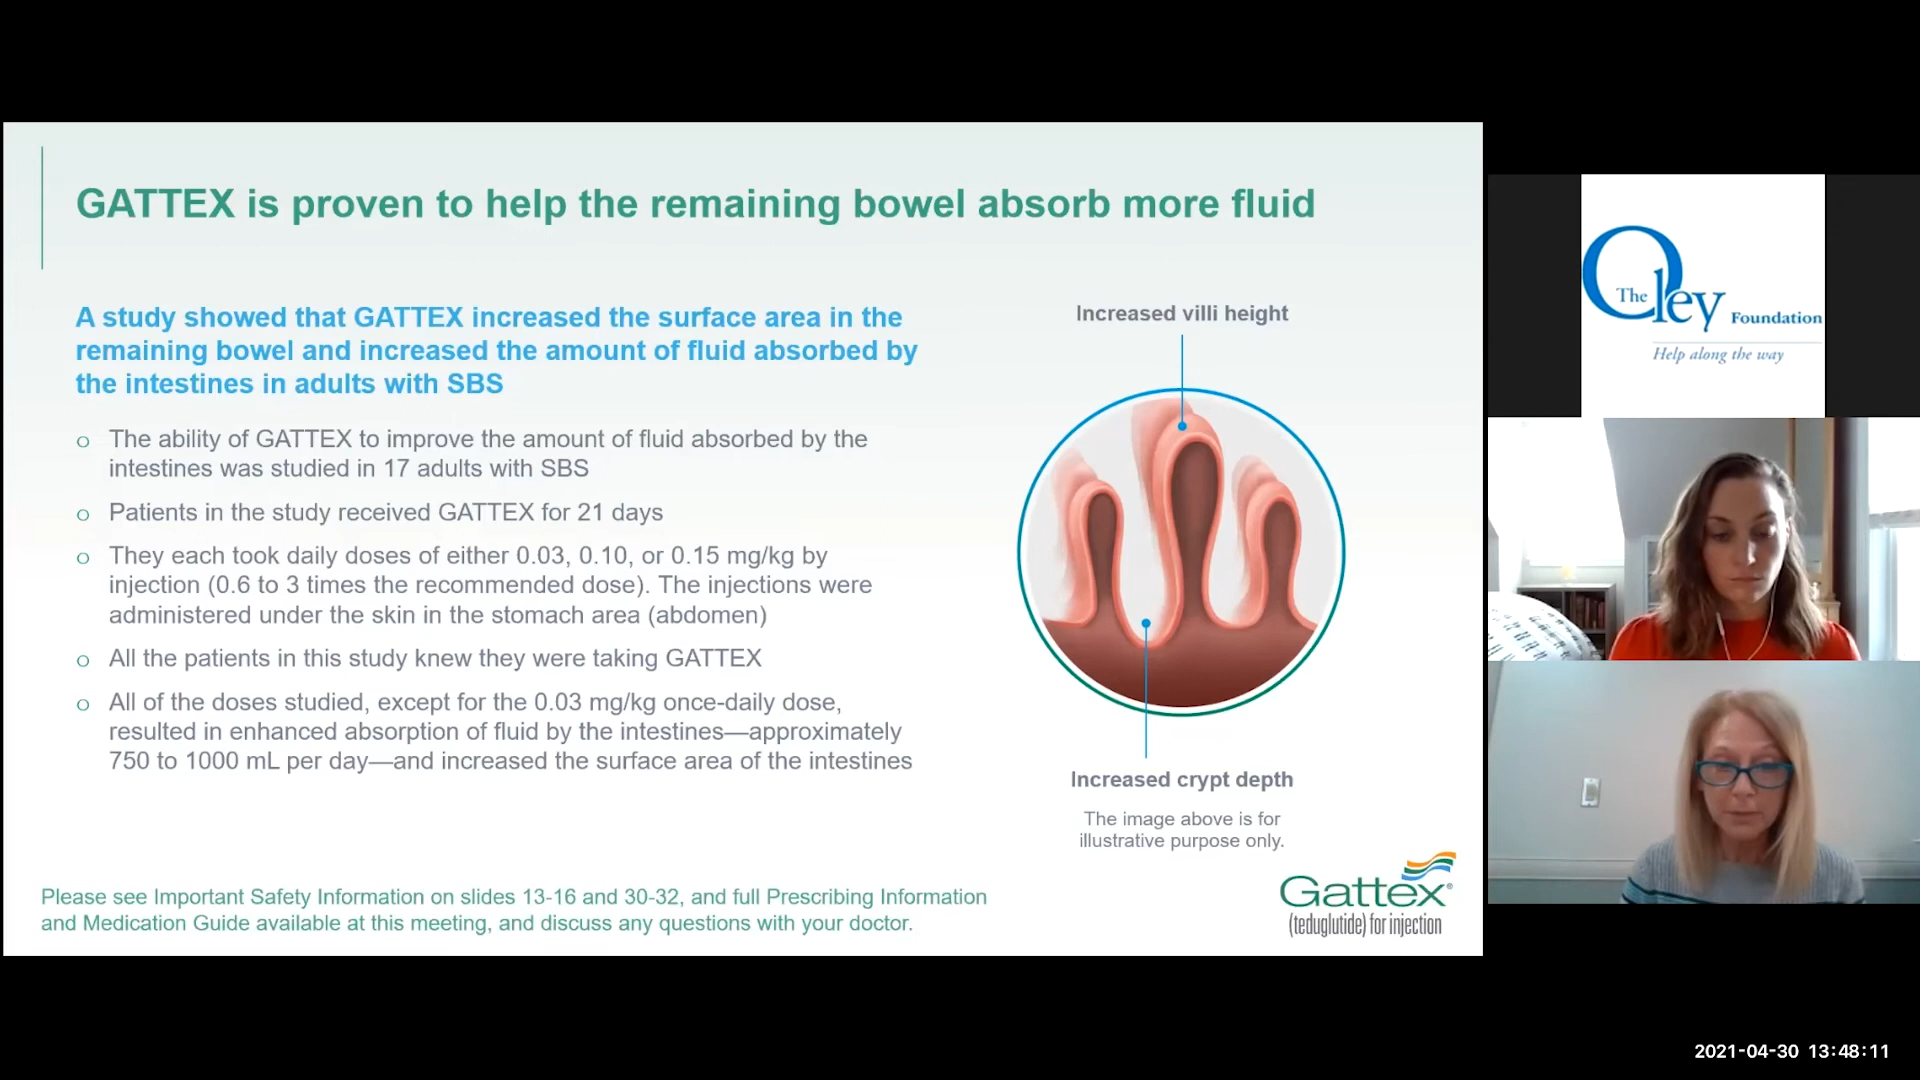 GATTEX is proven to help the remaining bowel absorb more fluid
A study showed that GATTEX increased the surface area in the
remaining bowel and increased the amount of fluid absorbed by
the intestines in adults with SBS
o The ability of GATTEX to improve the amount of fluid absorbed by the
intestines was studied in 17 adults with SBS
o Patients in the study received GATTEX for 21 days
o They each took daily doses of either 0.03, 0.10, or 0.15 mg/kg by
injection (0.6 to 3 times the recommended dose). The injections were
administered under the skin in the stomach area (abdomen)
o All the patients in this study knew they were taking GATTEX
o All of the doses studied, except for the 0.03 mg/kg once-daily dose,
resulted in enhanced absorption of fluid by the intestines—approximately
750 to 1000 mL per day—and increased the surface area of the intestines
Increased villi height
Increased crypt depth
The image above is for
illustrative purpose only.
Please see Important Safety Information on slides 13-16 and 30-32, and full Prescribing Information
and Medication Guide available at this meeting, and discuss any questions with your doctor.
Gattex®
(teduglutide) for injection
The Oley Foundation
Help along the way
2021-04-30 13:48:11